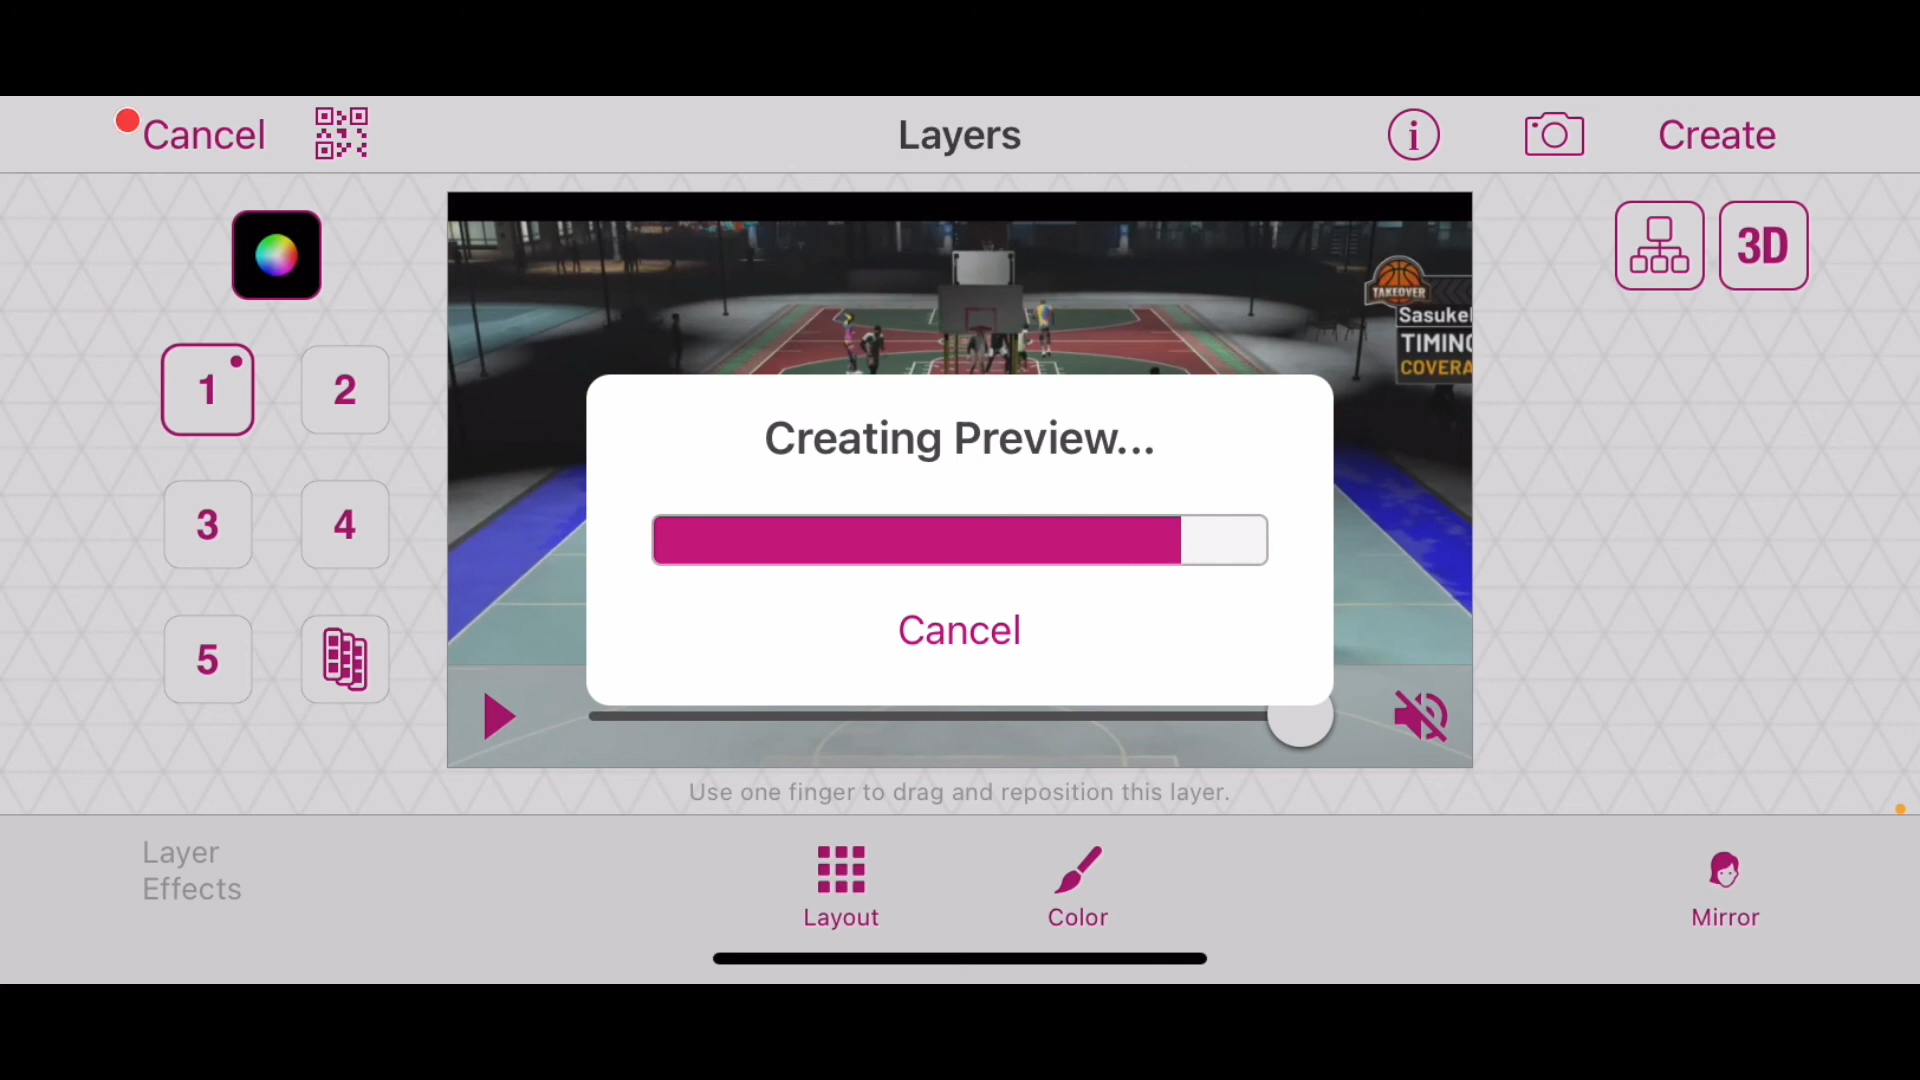 Cancel
Layers
Create
3D
TAKEOVER
Sasuke
TIMING
COVERA
1
2
3
4
5
Creating Preview...
Cancel
Use one finger to drag and reposition this layer.
Layer
Effects
Layout
Color
Mirror